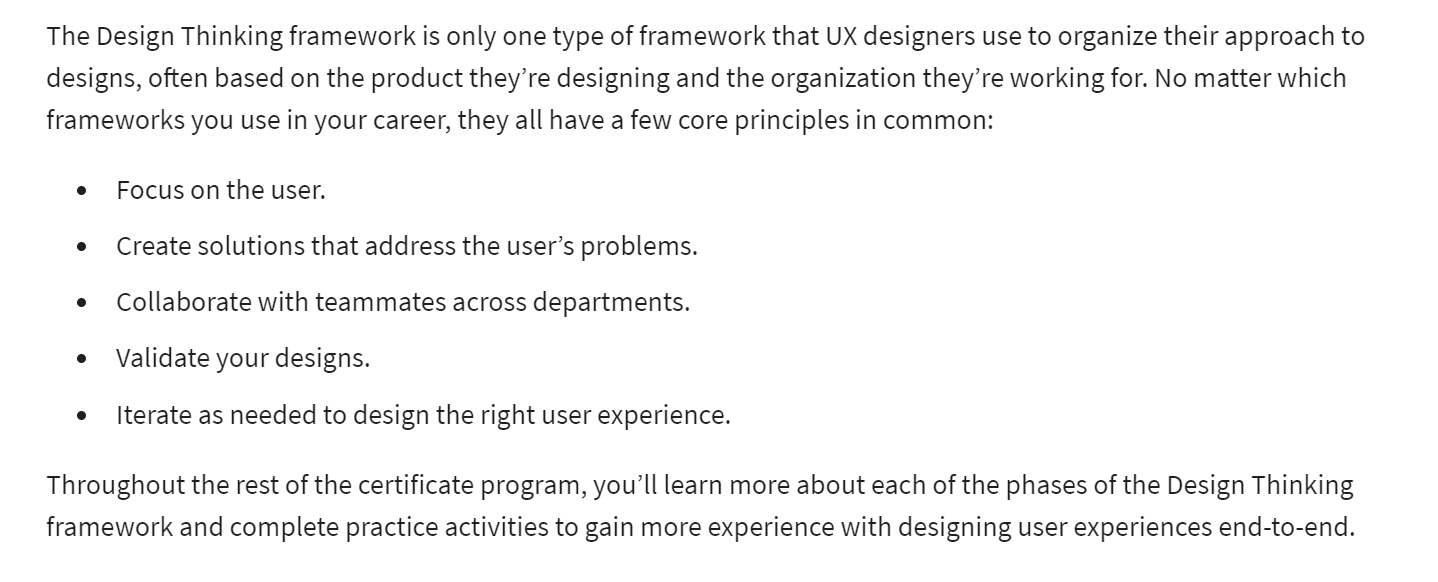 The Design Thinking framework is only one type of framework that UX designers use to organize their approach to
designs, often based on the product they’re designing and the organization they’re working for. No matter which
frameworks you use in your career, they all have a few core principles in common:
• Focus on the user.
• Create solutions that address the user’s problems.
• Collaborate with teammates across departments.
• Validate your designs.
• Iterate as needed to design the right user experience.
Throughout the rest of the certificate program, you’ll learn more about each of the phases of the Design Thinking
framework and complete practice activities to gain more experience with designing user experiences end-to-end.